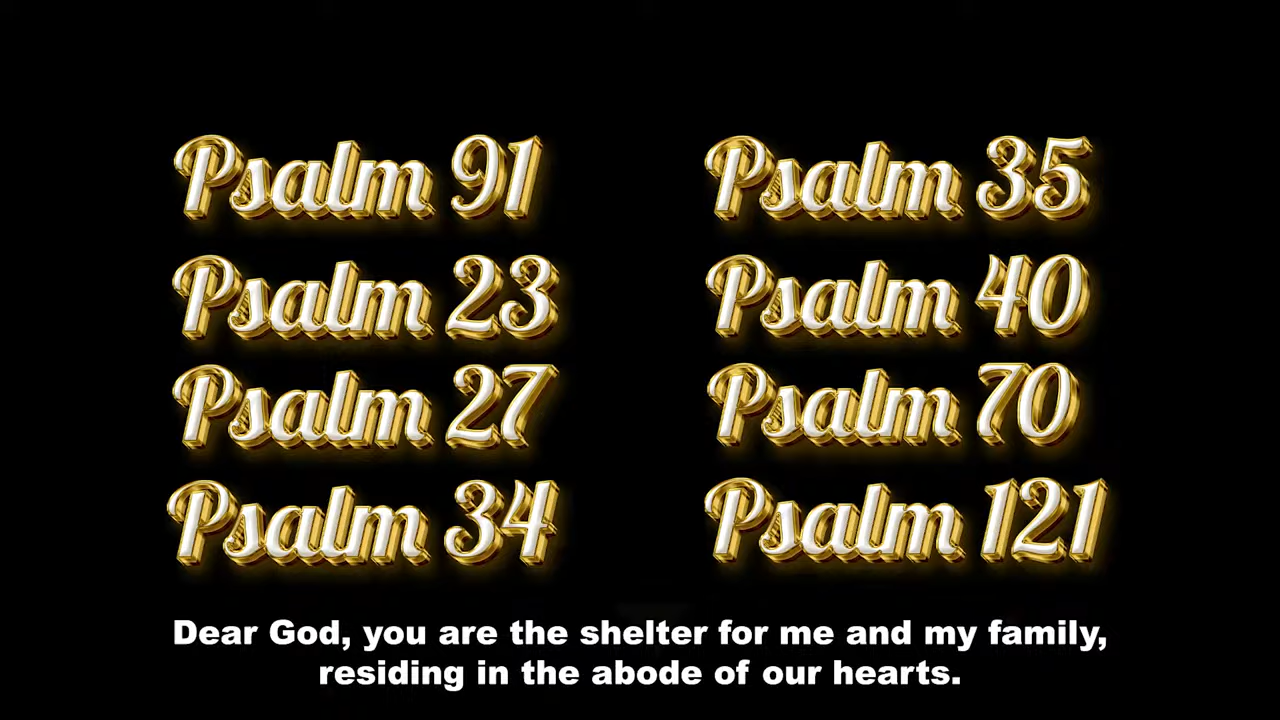 Psalm 91
Psalm 23
Psalm 27
Psalm 34
Psalm 35
Psalm 40
Psalm 70
Psalm 121
Dear God, you are the shelter for me and my family,
residing in the abode of our hearts.